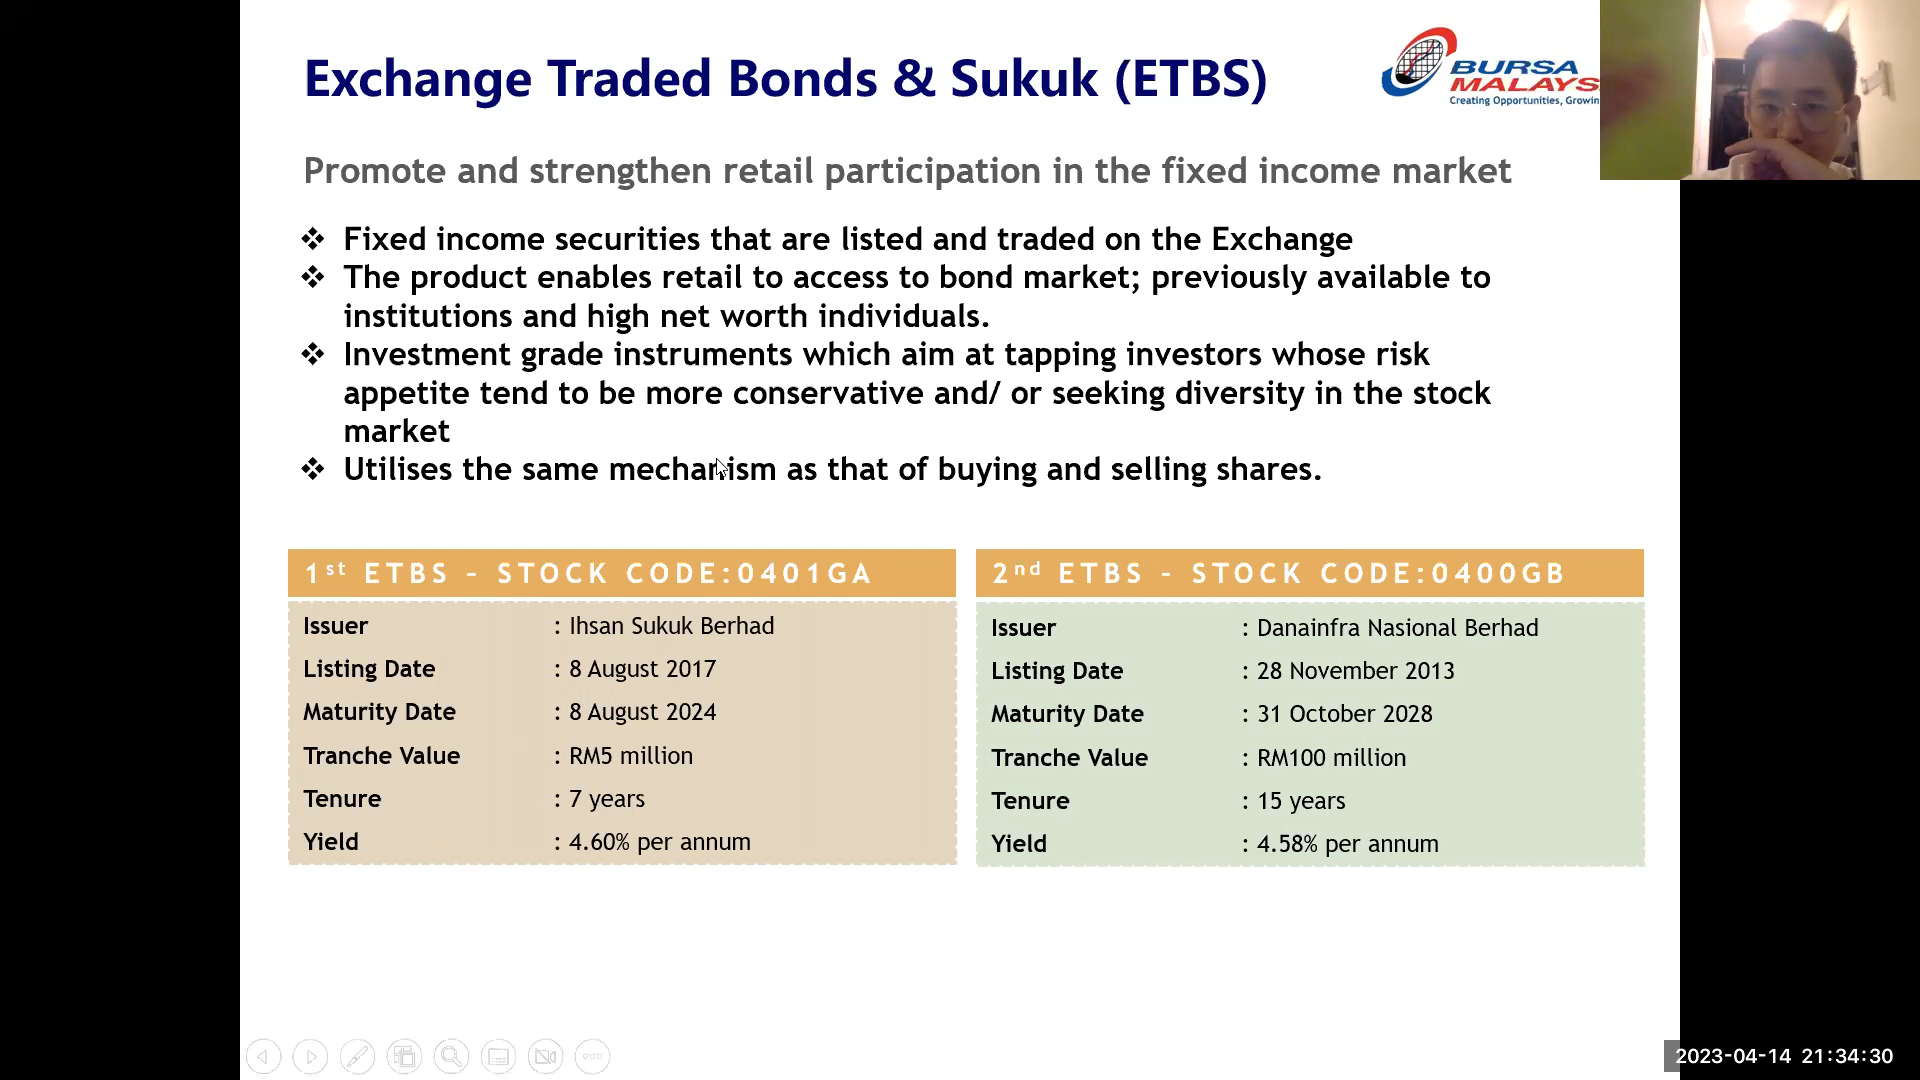 Exchange Traded Bonds & Sukuk (ETBS)
BURSA
MALAYS
Creating Opportunities, Growin
Promote and strengthen retail participation in the fixed income market
❖ Fixed income securities that are listed and traded on the Exchange
❖ The product enables retail to access to bond market; previously available to
institutions and high net worth individuals.
❖ Investment grade instruments which aim at tapping investors whose risk
appetite tend to be more conservative and/ or seeking diversity in the stock
market
❖ Utilises the same mechanism as that of buying and selling shares.
1st ETBS – STOCK CODE:0401GA
Issuer : Ihsan Sukuk Berhad
Listing Date : 8 August 2017
Maturity Date : 8 August 2024
Tranche Value : RM5 million
Tenure : 7 years
Yield : 4.60% per annum
2nd ETBS – STOCK CODE:0400GB
Issuer : Danainfra Nasional Berhad
Listing Date : 28 November 2013
Maturity Date : 31 October 2028
Tranche Value : RM100 million
Tenure : 15 years
Yield : 4.58% per annum
2023-04-14 21:34:30